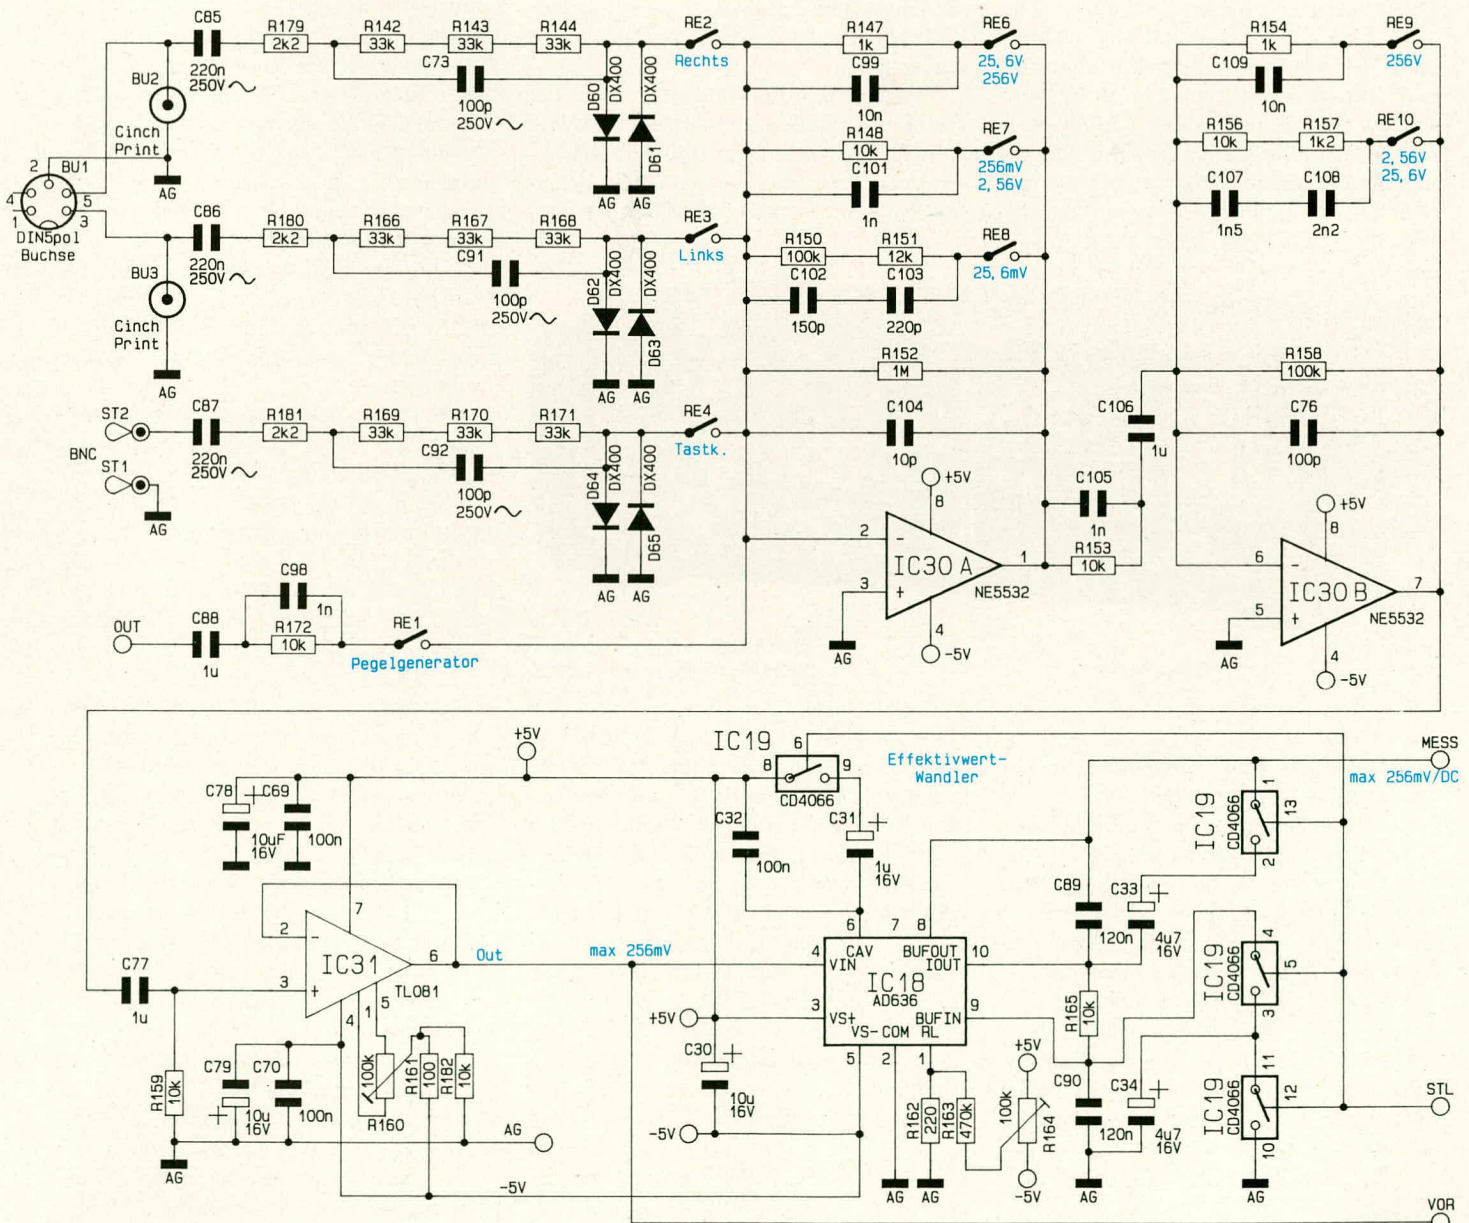 C85
220n
250V
R179
2k2
R142
33k
R143
33k
R144
33k
C73
100p
250V
BU2
Cinch
Print
AG
D60
DX400
AG
DX400
D61
AG
RE2
Rechts
R147
1k
C99
10n
RE6
25, 6V
256V
R154
1k
C109
10n
RE9
256V
R148
10k
C101
1n
RE7
256mV
2, 56V
R156
10k
R157
1k2
RE10
2, 56V
25, 6V
C107
1n5
C108
2n2
2
BU1
4
1
5
3
DIN5pol
Buchse
C86
220n
250V
R180
2k2
R166
33k
R167
33k
R168
33k
C91
100p
250V
BU3
Cinch
Print
AG
D62
DX400
AG
DX400
D63
AG
RE3
Links
R150
100k
R151
12k
C102
150p
C103
220p
RE8
25, 6mV
R152
1M
C104
10p
R158
100k
C76
100p
C106
1u
ST2
BNC
ST1
AG
C87
220n
250V
R181
2k2
R169
33k
R170
33k
R171
33k
C92
100p
250V
D64
DX400
AG
DX400
D65
AG
RE4
Tastk.
+5V
8
2
-
IC30 A
1
3
+
NE5532
4
-5V
AG
C105
1n
R153
10k
+5V
8
6
-
IC30 B
7
5
+
NE5532
4
-5V
AG
OUT
C88
1u
C98
1n
R172
10k
RE1
Pegelgenerator
+5V
C78
+
10uF
16V
C69
100n
IC19
6
8
9
CD4066
Effektivwert-
Wandler
MESS
max 256mV/DC
C32
100n
C31
+
1u
16V
IC19
CD4066
1
13
2
C89
120n
C33
+
4u7
16V
7
2
-
IC31
6
3
+
TL081
4
1
5
Out
max 256mV
C77
1u
6
7
8
4
CAV
BUFOUT
10
VIN
IOUT
IC18
AD636
3
9
VS+
BUFIN
VS-
COM
RL
5
2
1
+5V
C30
+
10u
16V
-5V
R165
10k
IC19
CD4066
4
5
3
R159
10k
AG
C79
+
10u
16V
C70
100n
100k
R160
R161
100
R182
10k
AG
-5V
AG
R162
220
AG
R163
470k
+5V
100k
R164
-5V
C90
120n
AG
C34
+
4u7
16V
IC19
CD4066
11
12
10
AG
STL
VOR